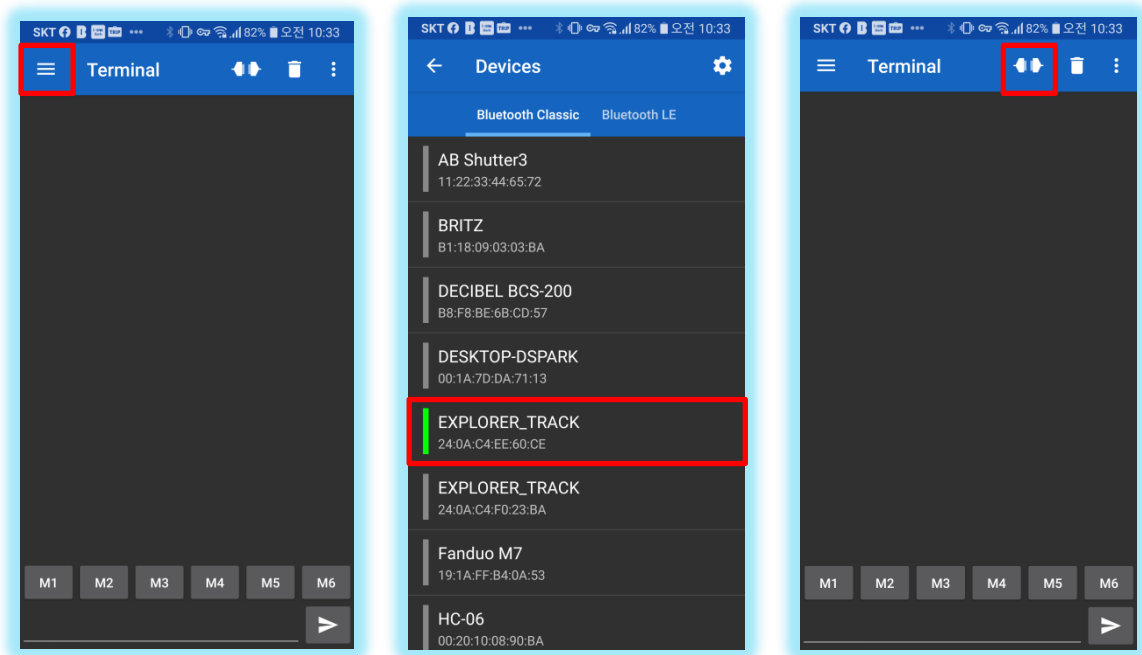 SKT 82% 오전 10:33
Terminal
M1 M2 M3 M4 M5 M6
SKT 82% 오전 10:33
Devices
Bluetooth Classic Bluetooth LE
AB Shutter3
11:22:33:44:65:72
BRITZ
B1:18:09:03:03:BA
DECIBEL BCS-200
B8:F8:BE:6B:CD:57
DESKTOP-DSPARK
00:1A:7D:DA:71:13
EXPLORER_TRACK
24:0A:C4:EE:60:CE
EXPLORER_TRACK
24:0A:C4:F0:23:BA
Fanduo M7
19:1A:FF:B4:0A:53
HC-06
00:20:10:08:90:BA
SKT 82% 오전 10:33
Terminal
M1 M2 M3 M4 M5 M6